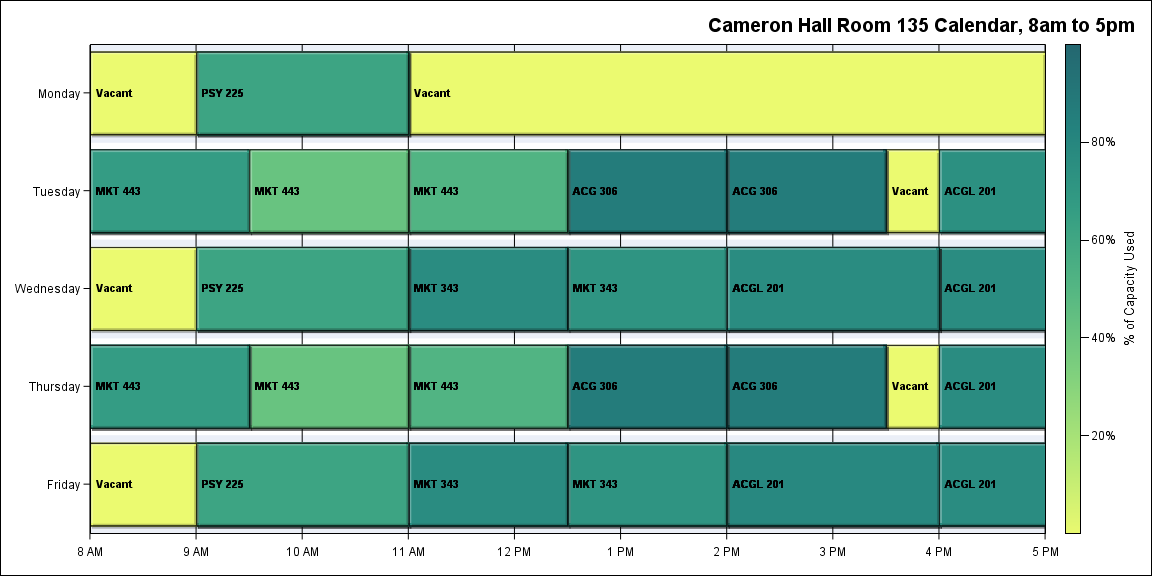 Cameron Hall Room 135 Calendar, 8am to 5pm
Monday
Vacant
PSY 225
Vacant
Tuesday
MKT 443
MKT 443
MKT 443
ACG 306
ACG 306
Vacant
ACGL 201
Wednesday
Vacant
PSY 225
MKT 343
MKT 343
ACGL 201
ACGL 201
Thursday
MKT 443
MKT 443
MKT 443
ACG 306
ACG 306
Vacant
ACGL 201
Friday
Vacant
PSY 225
MKT 343
MKT 343
ACGL 201
ACGL 201
8 AM
9 AM
10 AM
11 AM
12 PM
1 PM
2 PM
3 PM
4 PM
5 PM
80%
60%
40%
20%
% of Capacity Used